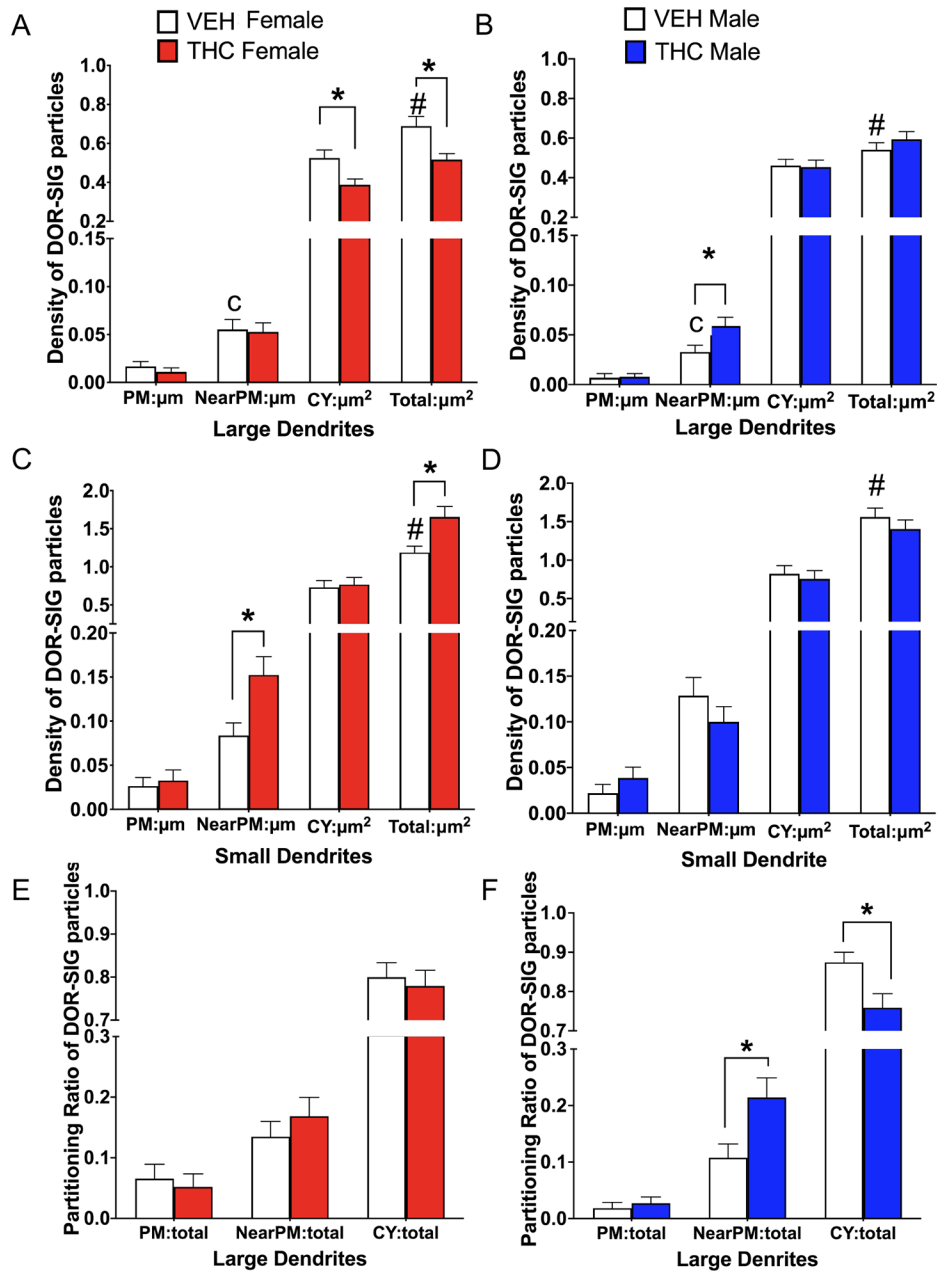 A
VEH Female
THC Female
Density of DOR-SIG particles
1.0
0.8
0.6
0.4
0.2
0.15
0.10
0.05
0.00
C
*
#
*
PM:µm
NearPM:µm
CY:µm²
Total:µm²
Large Dendrites
B
VEH Male
THC Male
Density of DOR-SIG particles
1.0
0.8
0.6
0.4
0.2
0.15
0.10
0.05
0.00
C
*
#
PM:µm
NearPM:µm
CY:µm²
Total:µm²
Large Dendrites
C
Density of DOR-SIG particles
2.0
1.5
1.0
0.5
0.20
0.15
0.10
0.05
0.00
*
#
*
PM:µm
NearPM:µm
CY:µm²
Total:µm²
Small Dendrites
D
Density of DOR-SIG particles
2.0
1.5
1.0
0.5
0.20
0.15
0.10
0.05
0.00
#
PM:µm
NearPM:µm
CY:µm²
Total:µm²
Small Dendrite
E
Partitioning Ratio of DOR-SIG particles
1.0
0.9
0.8
0.7
0.3
0.2
0.1
0.0
PM:total
NearPM:total
CY:total
Large Dendrites
F
Partitioning Ratio of DOR-SIG particles
1.0
0.9
0.8
0.7
0.3
0.2
0.1
0.0
*
*
PM:total
NearPM:total
CY:total
Large Denrites